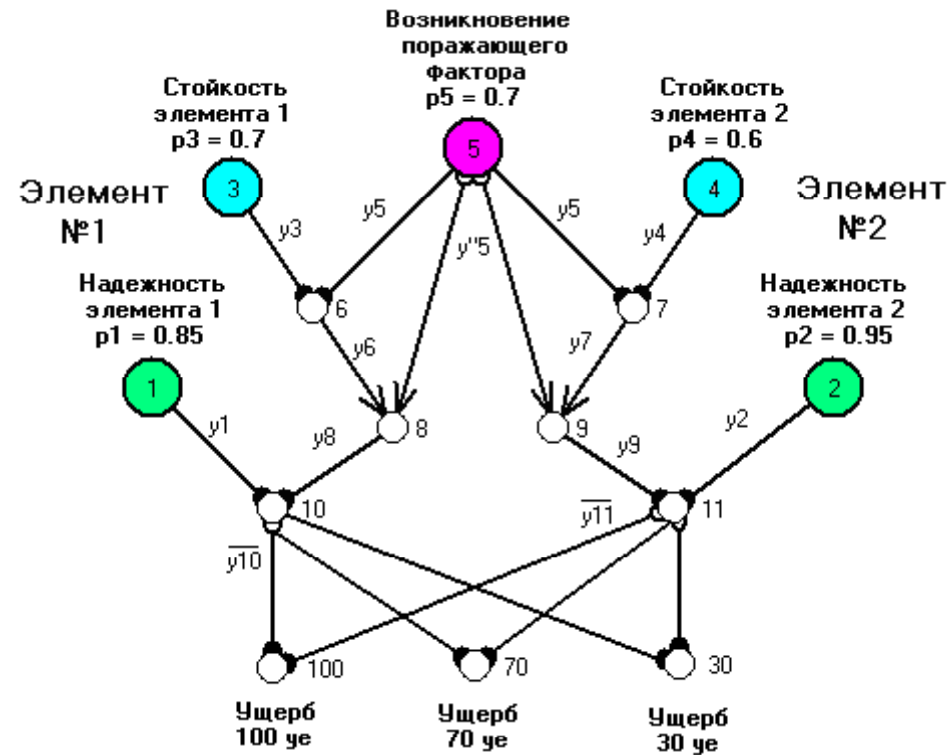 Возникновение
поражающего
фактора
p5 = 0.7
Стойкость
элемента 1
p3 = 0.7
Стойкость
элемента 2
p4 = 0.6
5
3
4
Элемент
№1
Элемент
№2
y3
y5
y"5
y5
y4
Надежность
элемента 1
p1 = 0.85
Надежность
элемента 2
p2 = 0.95
6
7
y6
y7
1
2
y1
y8
8
9
y9
y2
10
11
y10
y11
100
70
30
Ущерб
100 уе
Ущерб
70 уе
Ущерб
30 уе